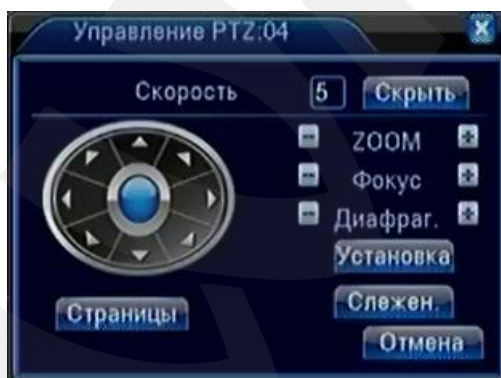 Управление PTZ:04
Скорость 5 Скрыть
ZOOM
Фокус
Диафраг.
Установка
Страницы
Слежен.
Отмена